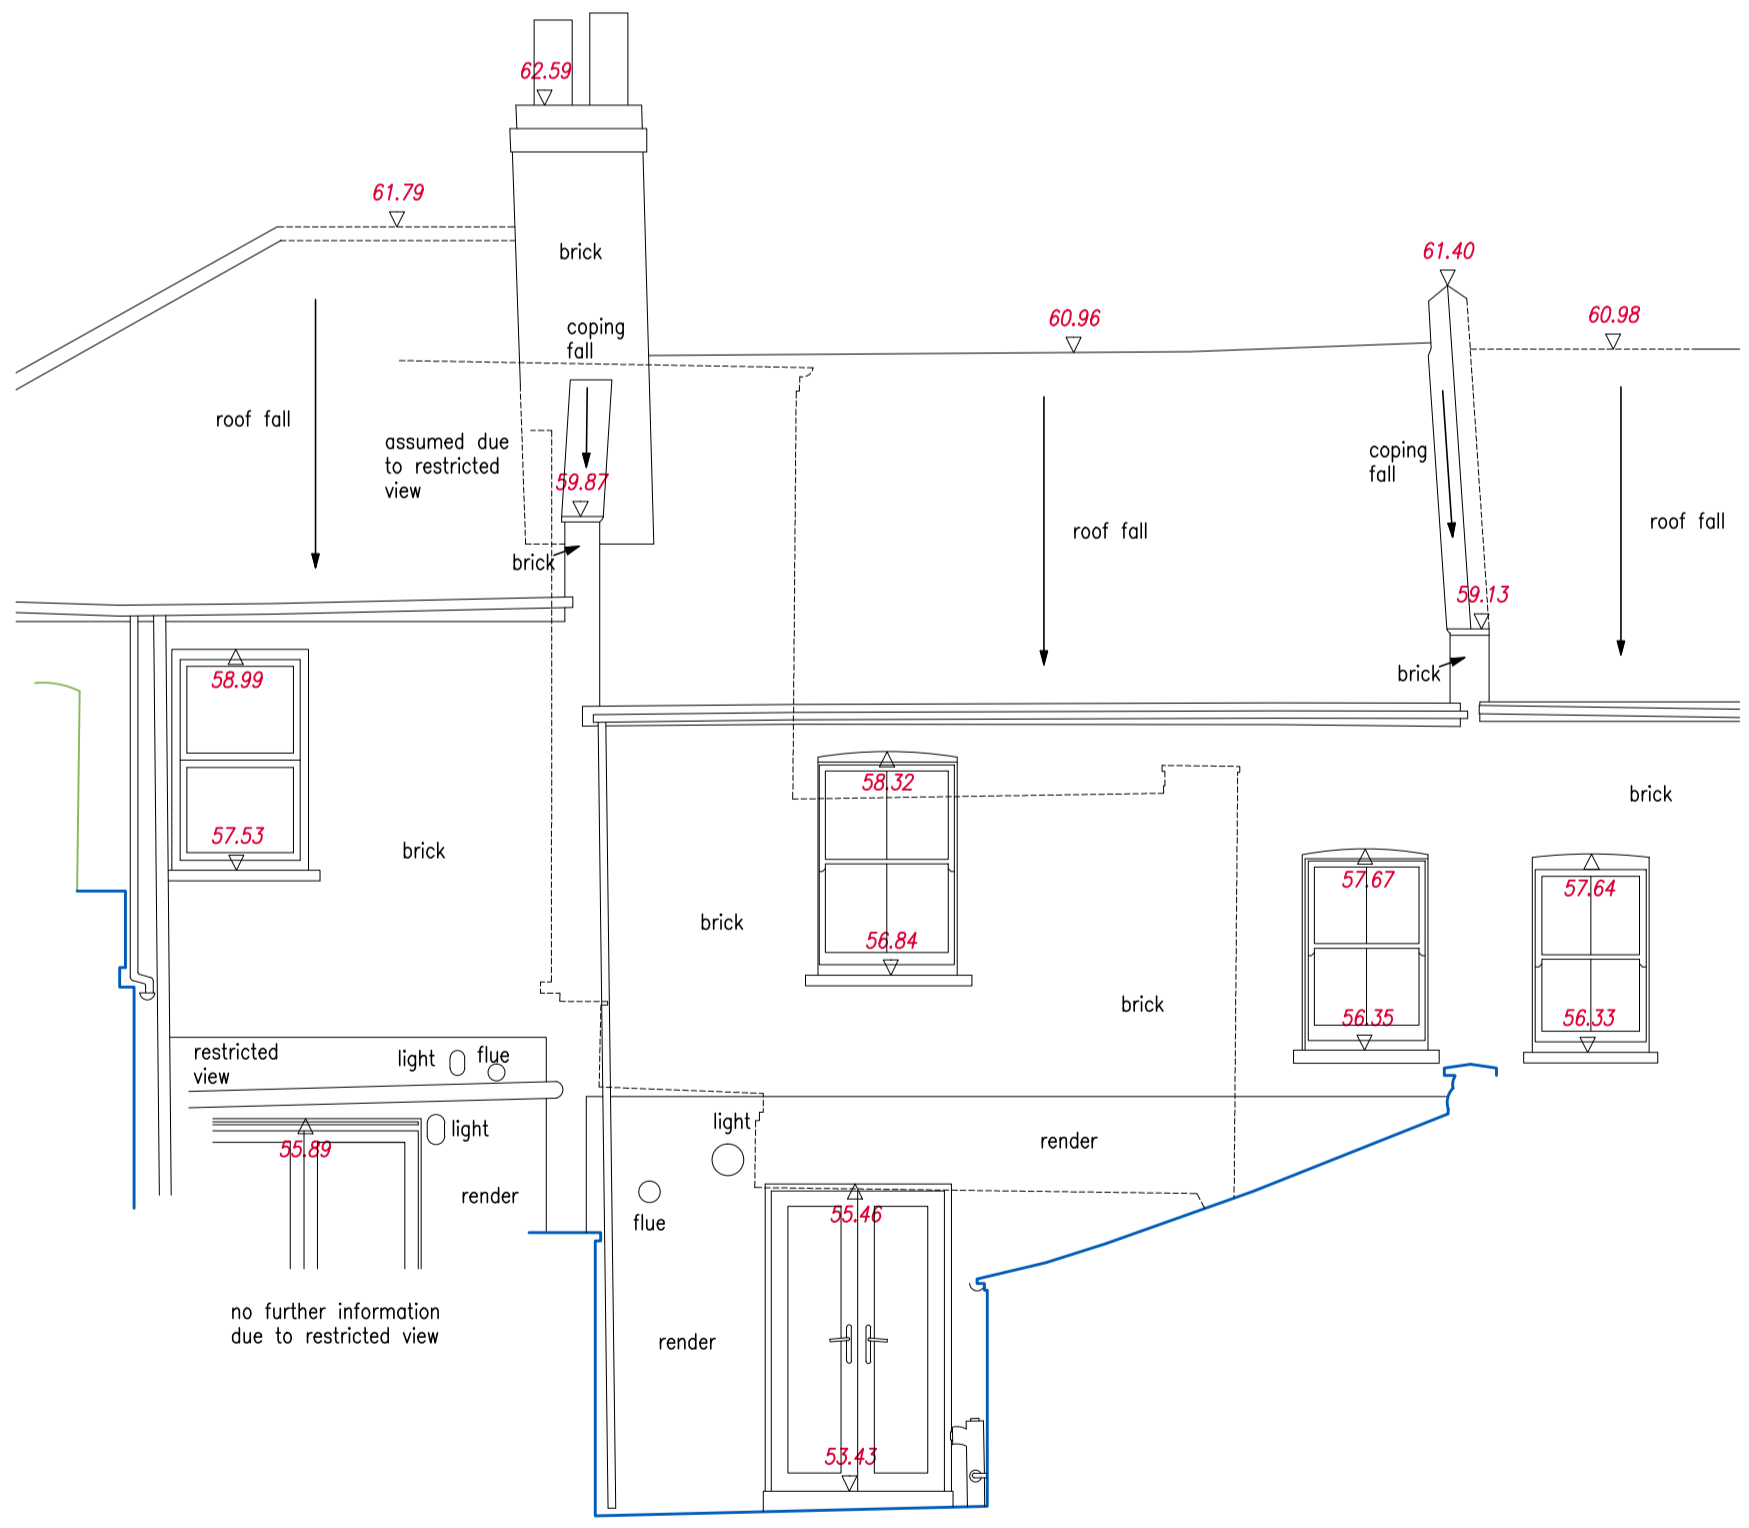 62.59
61.79
brick
61.40
60.96
60.98
coping
fall
roof fall
assumed due
to restricted
view
59.87
coping
fall
roof fall
roof fall
brick
59.13
brick
58.99
58.32
57.53
brick
brick
57.67
57.64
brick
56.84
brick
56.35
56.33
restricted
view
light
flue
light
light
55.89
render
render
flue
55.46
no further information
due to restricted view
render
53.43